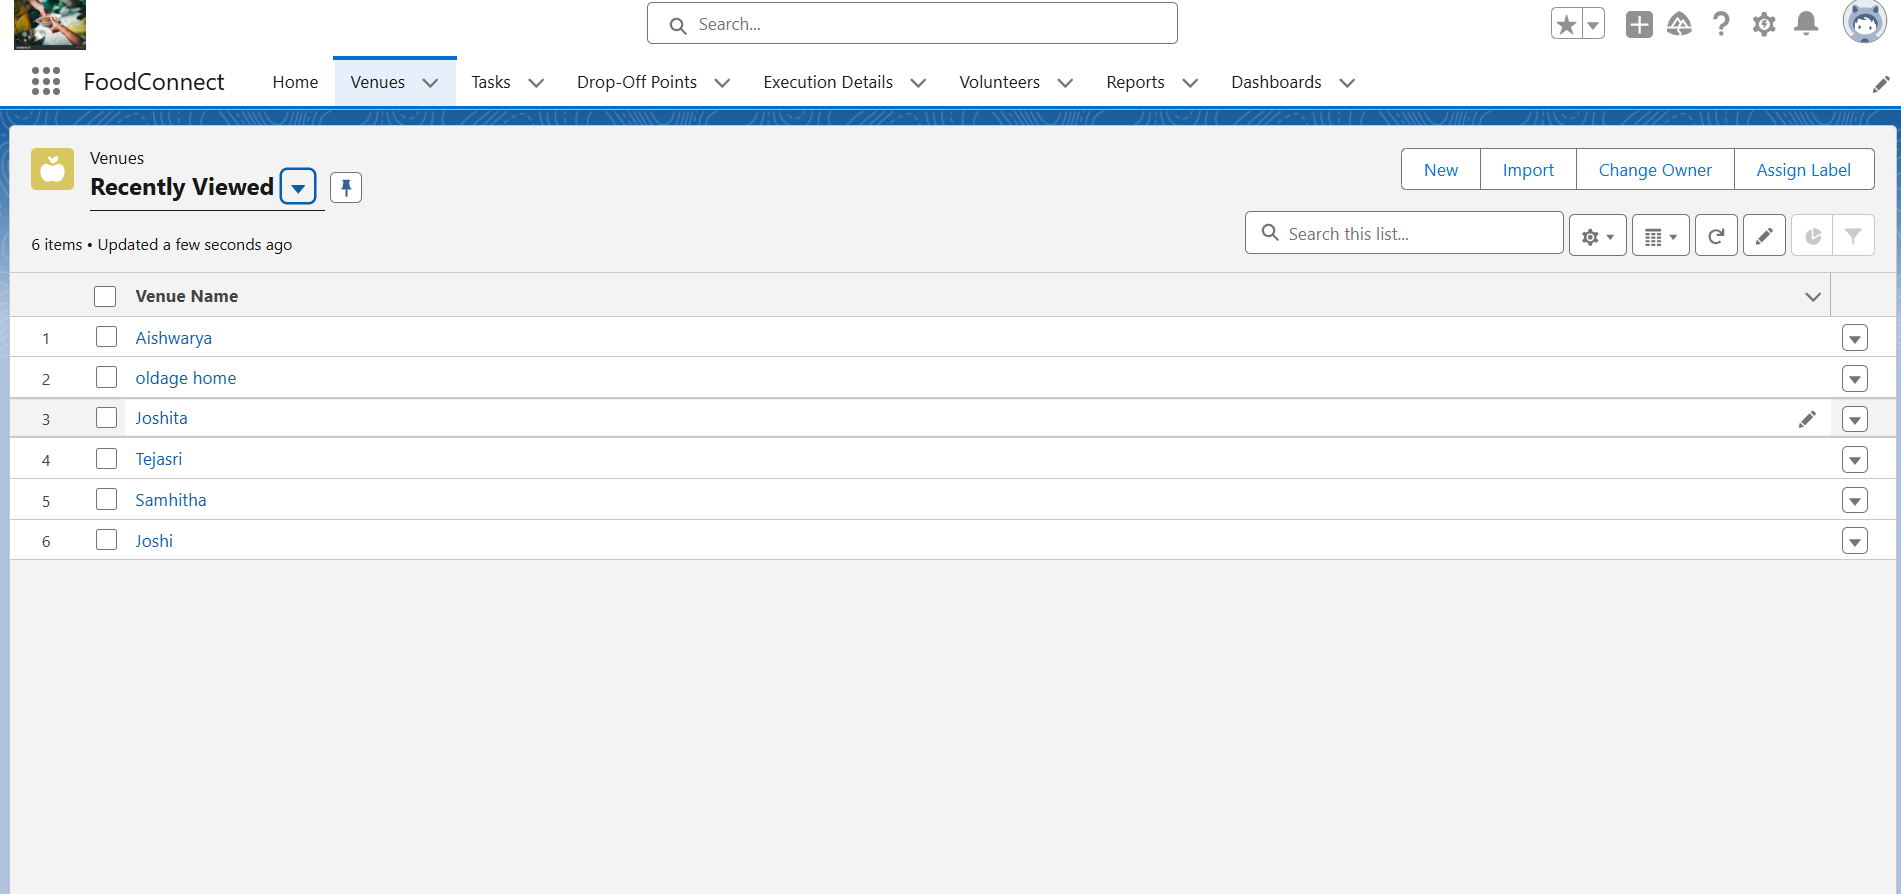 Search...
FoodConnect Home Venues Tasks Drop-Off Points Execution Details Volunteers Reports Dashboards
Venues
Recently Viewed
New Import Change Owner Assign Label
6 items • Updated a few seconds ago
Search this list...
Venue Name
1 Aishwarya
2 oldage home
3 Joshita
4 Tejasri
5 Samhitha
6 Joshi